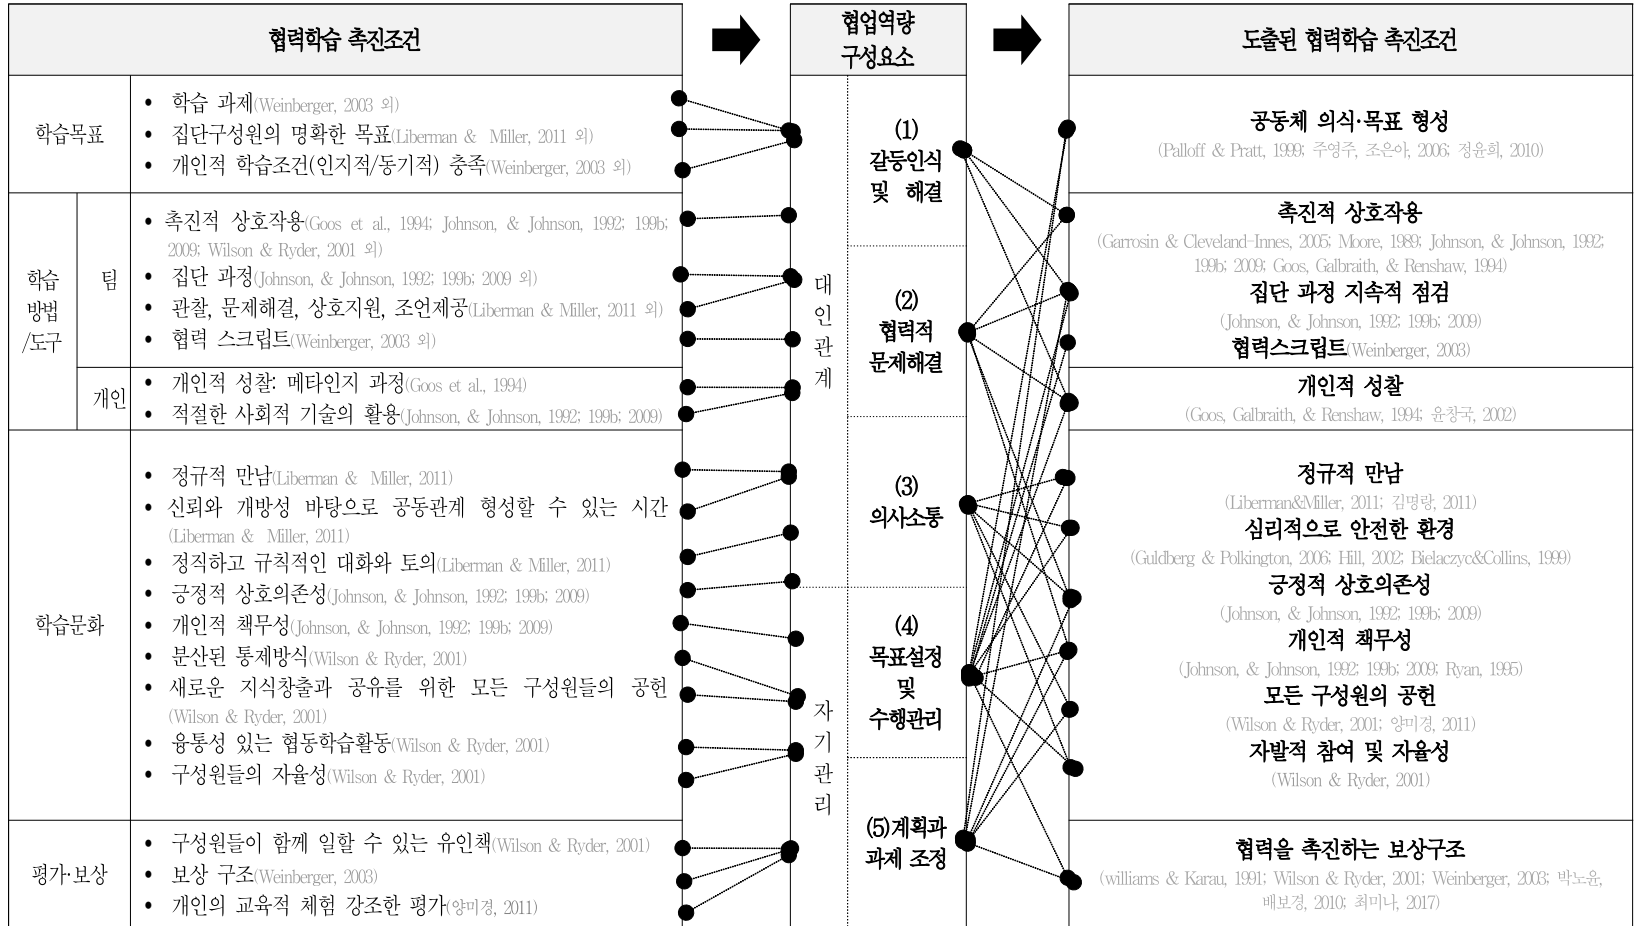 협력학습 촉진조건
협업역량
구성요소
도출된 협력학습 촉진조건
학습목표
• 학습 과제(Weinberger, 2003 외)
• 집단구성원의 명확한 목표(Liberman & Miller, 2011 외)
• 개인적 학습조건(인지적/동기적) 충족(Weinberger, 2003 외)
학습
방법
/도구
팀
• 촉진적 상호작용(Goos et al., 1994; Johnson, & Johnson, 1992; 199b;
2009; Wilson & Ryder, 2001 외)
• 집단 과정(Johnson, & Johnson, 1992; 199b; 2009 외)
• 관찰, 문제해결, 상호지원, 조언제공(Liberman & Miller, 2011 외)
• 협력 스크립트(Weinberger, 2003 외)
개인
• 개인적 성찰: 메타인지 과정(Goos et al., 1994)
• 적절한 사회적 기술의 활용(Johnson, & Johnson, 1992; 199b; 2009)
학습문화
• 정규적 만남(Liberman & Miller, 2011)
• 신뢰와 개방성 바탕으로 공동관계 형성할 수 있는 시간
(Liberman & Miller, 2011)
• 정직하고 규칙적인 대화와 토의(Liberman & Miller, 2011)
• 긍정적 상호의존성(Johnson, & Johnson, 1992; 199b; 2009)
• 개인적 책무성(Johnson, & Johnson, 1992; 199b; 2009)
• 분산된 통제방식(Wilson & Ryder, 2001)
• 새로운 지식창출과 공유를 위한 모든 구성원들의 공헌
(Wilson & Ryder, 2001)
• 융통성 있는 협동학습활동(Wilson & Ryder, 2001)
• 구성원들의 자율성(Wilson & Ryder, 2001)
평가·보상
• 구성원들이 함께 일할 수 있는 유인책(Wilson & Ryder, 2001)
• 보상 구조(Weinberger, 2003)
• 개인의 교육적 체험 강조한 평가(양미경, 2011)
대
인
관
계
자
기
관
리
(1)
갈등인식
및 해결
(2)
협력적
문제해결
(3)
의사소통
(4)
목표설정
및
수행관리
(5)계획과
과제 조정
공동체 의식·목표 형성
(Palloff & Pratt, 1999; 주영주, 조은아, 2006; 정윤희, 2010)
촉진적 상호작용
(Garrosin & Cleveland-Innes, 2005; Moore, 1989; Johnson, & Johnson, 1992;
199b; 2009; Goos, Galbraith, & Renshaw, 1994)
집단 과정 지속적 점검
(Johnson, & Johnson, 1992; 199b; 2009)
협력스크립트(Weinberger, 2003)
개인적 성찰
(Goos, Galbraith, & Renshaw, 1994; 윤창국, 2002)
정규적 만남
(Liberman&Miller, 2011; 김명랑, 2011)
심리적으로 안전한 환경
(Guldberg & Polkington, 2006; Hill, 2002; Bielaczyc&Collins, 1999)
긍정적 상호의존성
(Johnson, & Johnson, 1992; 199b; 2009)
개인적 책무성
(Johnson, & Johnson, 1992; 199b; 2009; Ryan, 1995)
모든 구성원의 공헌
(Wilson & Ryder, 2001; 양미경, 2011)
자발적 참여 및 자율성
(Wilson & Ryder, 2001)
협력을 촉진하는 보상구조
(williams & Karau, 1991; Wilson & Ryder, 2001; Weinberger, 2003; 박노윤,
배보경, 2010; 최미나, 2017)